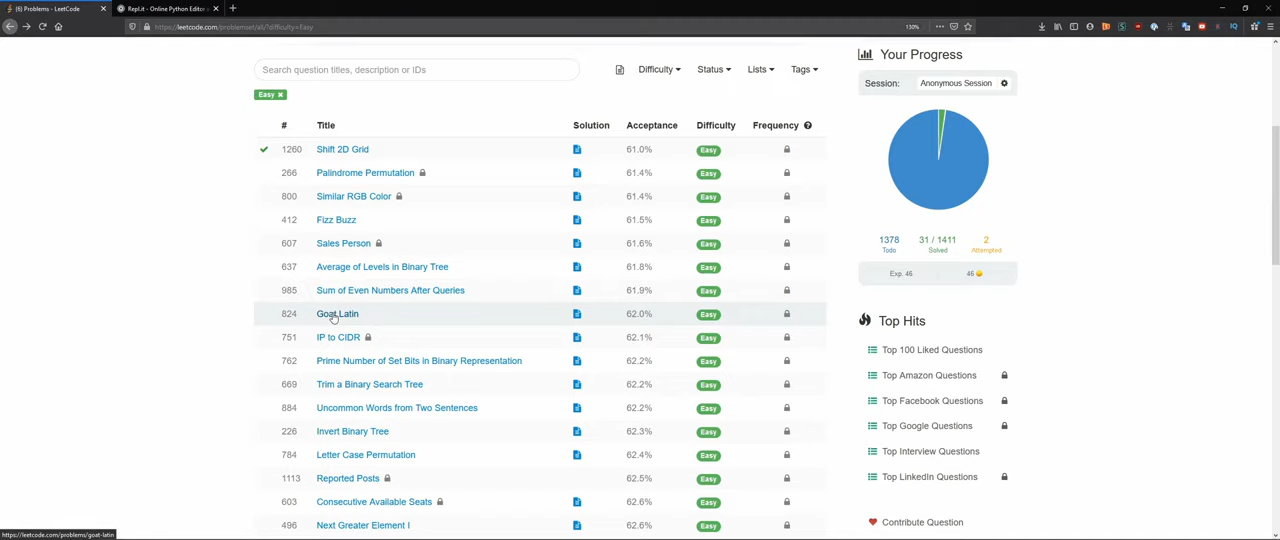 (6) Problems - LeetCode
Repl.it - Online Python Editor
https://leetcode.com/problemset/all/?difficulty=Easy
130%
Search question titles, description or IDs
Difficulty
Status
Lists
Tags
Easy
# Title Solution Acceptance Difficulty Frequency
1260 Shift 2D Grid 61.0% Easy
266 Palindrome Permutation 61.4% Easy
800 Similar RGB Color 61.4% Easy
412 Fizz Buzz 61.5% Easy
607 Sales Person 61.6% Easy
637 Average of Levels in Binary Tree 61.8% Easy
985 Sum of Even Numbers After Queries 61.9% Easy
824 Goat Latin 62.0% Easy
751 IP to CIDR 62.1% Easy
762 Prime Number of Set Bits in Binary Representation 62.2% Easy
669 Trim a Binary Search Tree 62.2% Easy
884 Uncommon Words from Two Sentences 62.2% Easy
226 Invert Binary Tree 62.3% Easy
784 Letter Case Permutation 62.4% Easy
1113 Reported Posts 62.5% Easy
603 Consecutive Available Seats 62.6% Easy
496 Next Greater Element I 62.6% Easy
Your Progress
Session: Anonymous Session
1378 31 / 1411 2
Todo Solved Attempted
Exp. 46 46
Top Hits
Top 100 Liked Questions
Top Amazon Questions
Top Facebook Questions
Top Google Questions
Top Interview Questions
Top LinkedIn Questions
Contribute Question
https://leetcode.com/problems/goat-latin